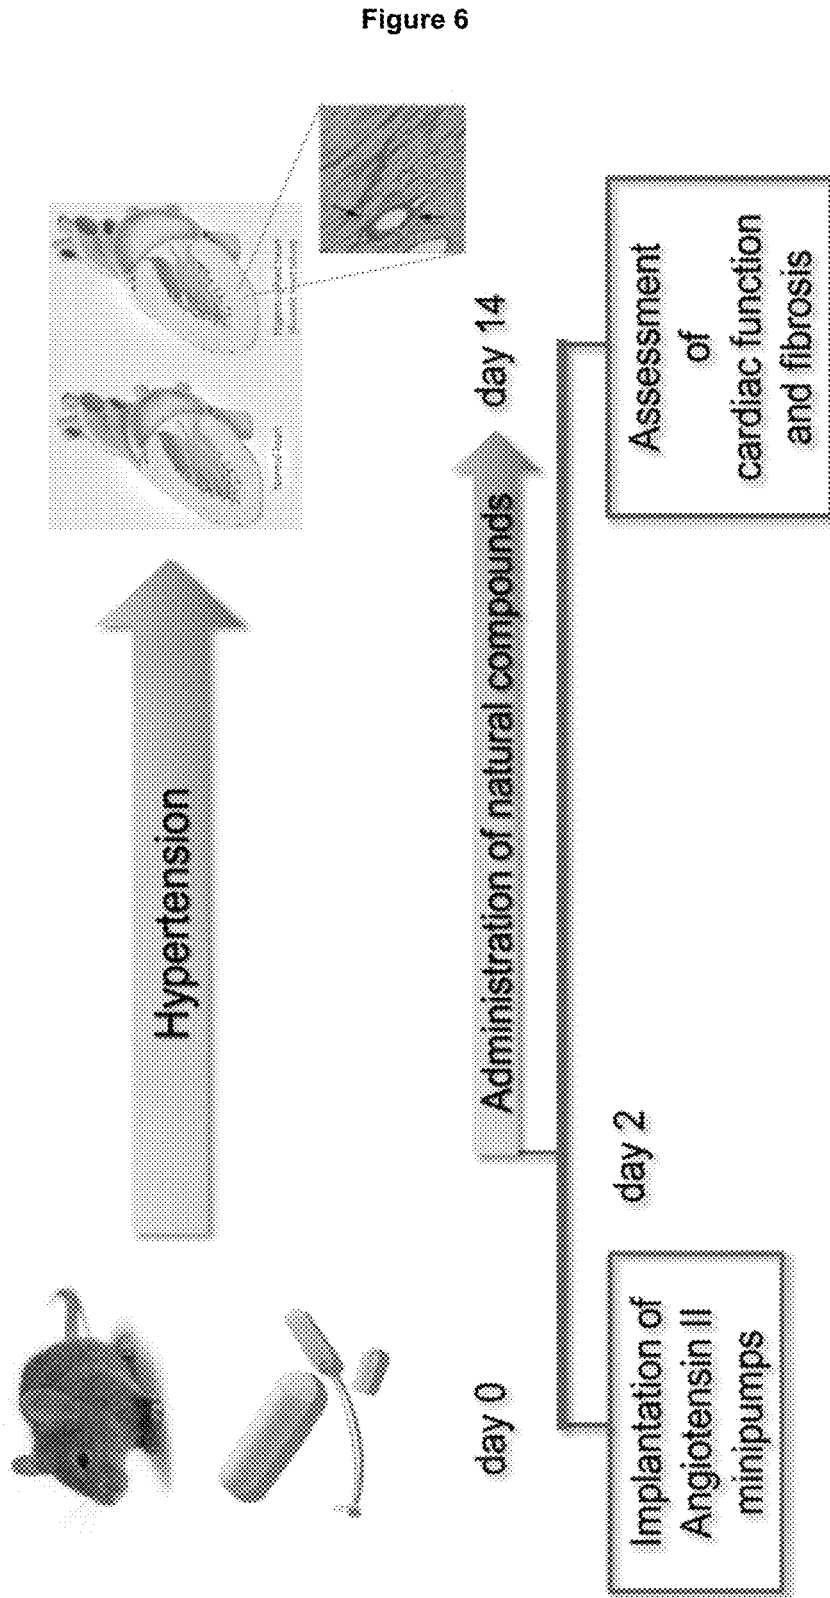 Figure 6
Hypertension
day 0
day 14
Administration of natural compounds
day 2
Implantation of
Angiotensin II
minipumps
Assessment
of
cardiac function
and fibrosis